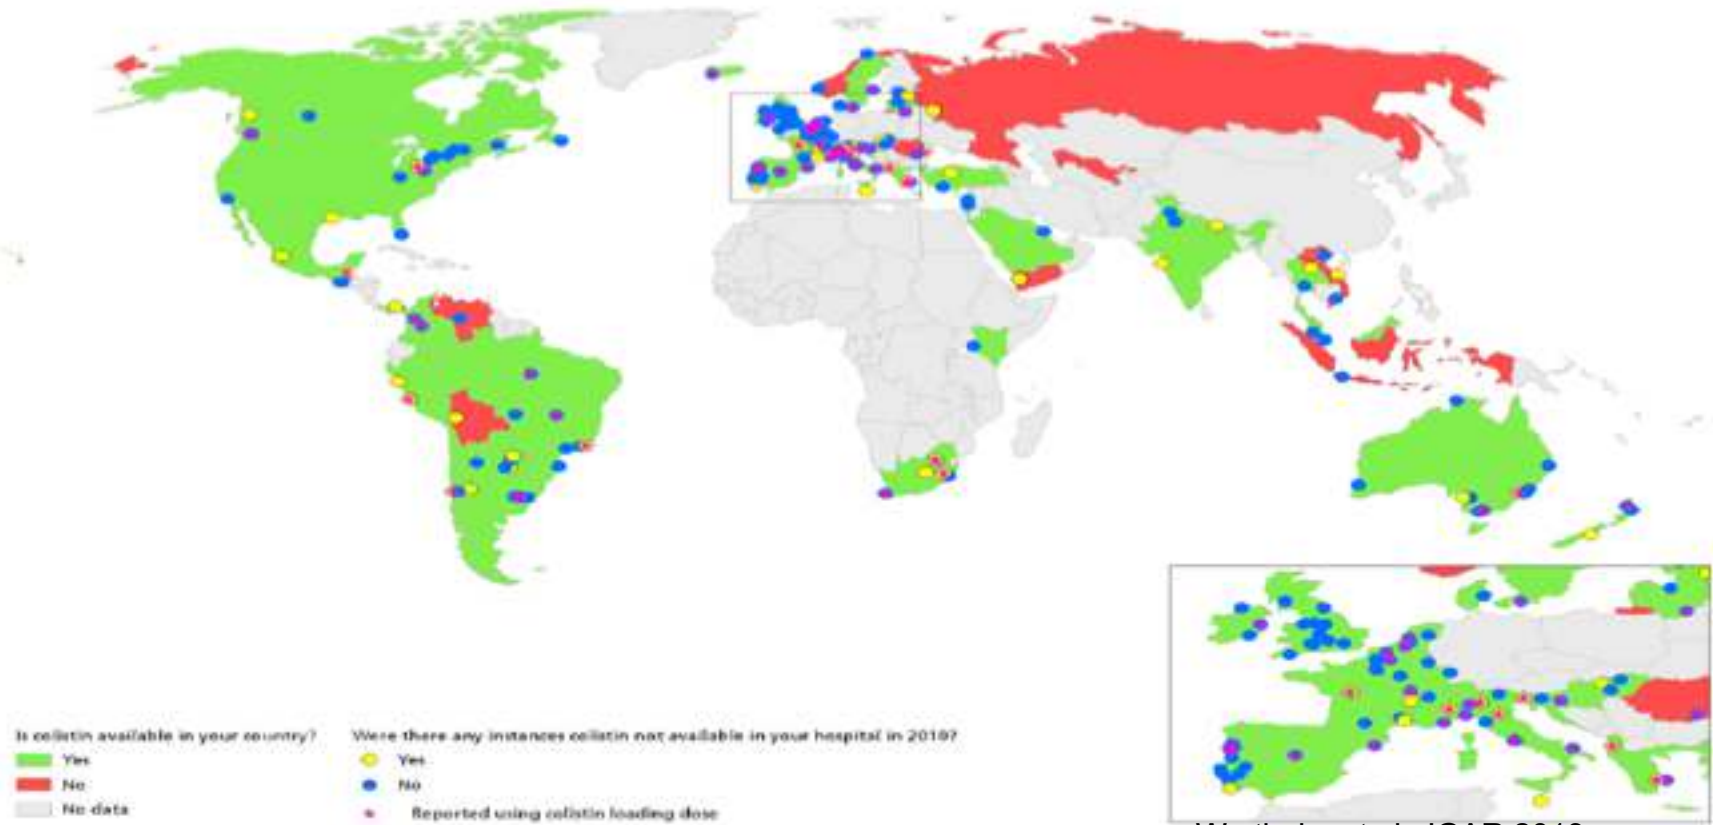 Is colistin available in your country?
Yes
No
No data
Were there any instances colistin not available in your hospital in 2010?
Yes
No
Reported using colistin loading dose